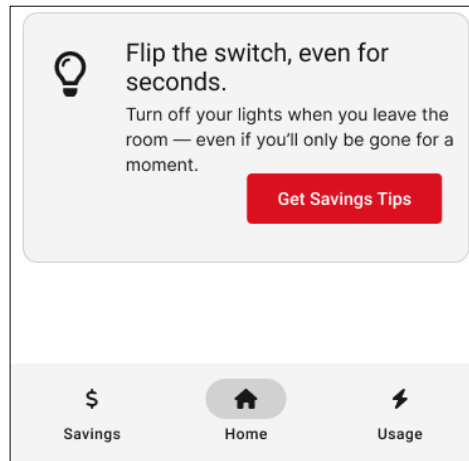 Flip the switch, even for
seconds.
Turn off your lights when you leave the
room — even if you'll only be gone for a
moment.
Get Savings Tips
$
Savings
Home
Usage